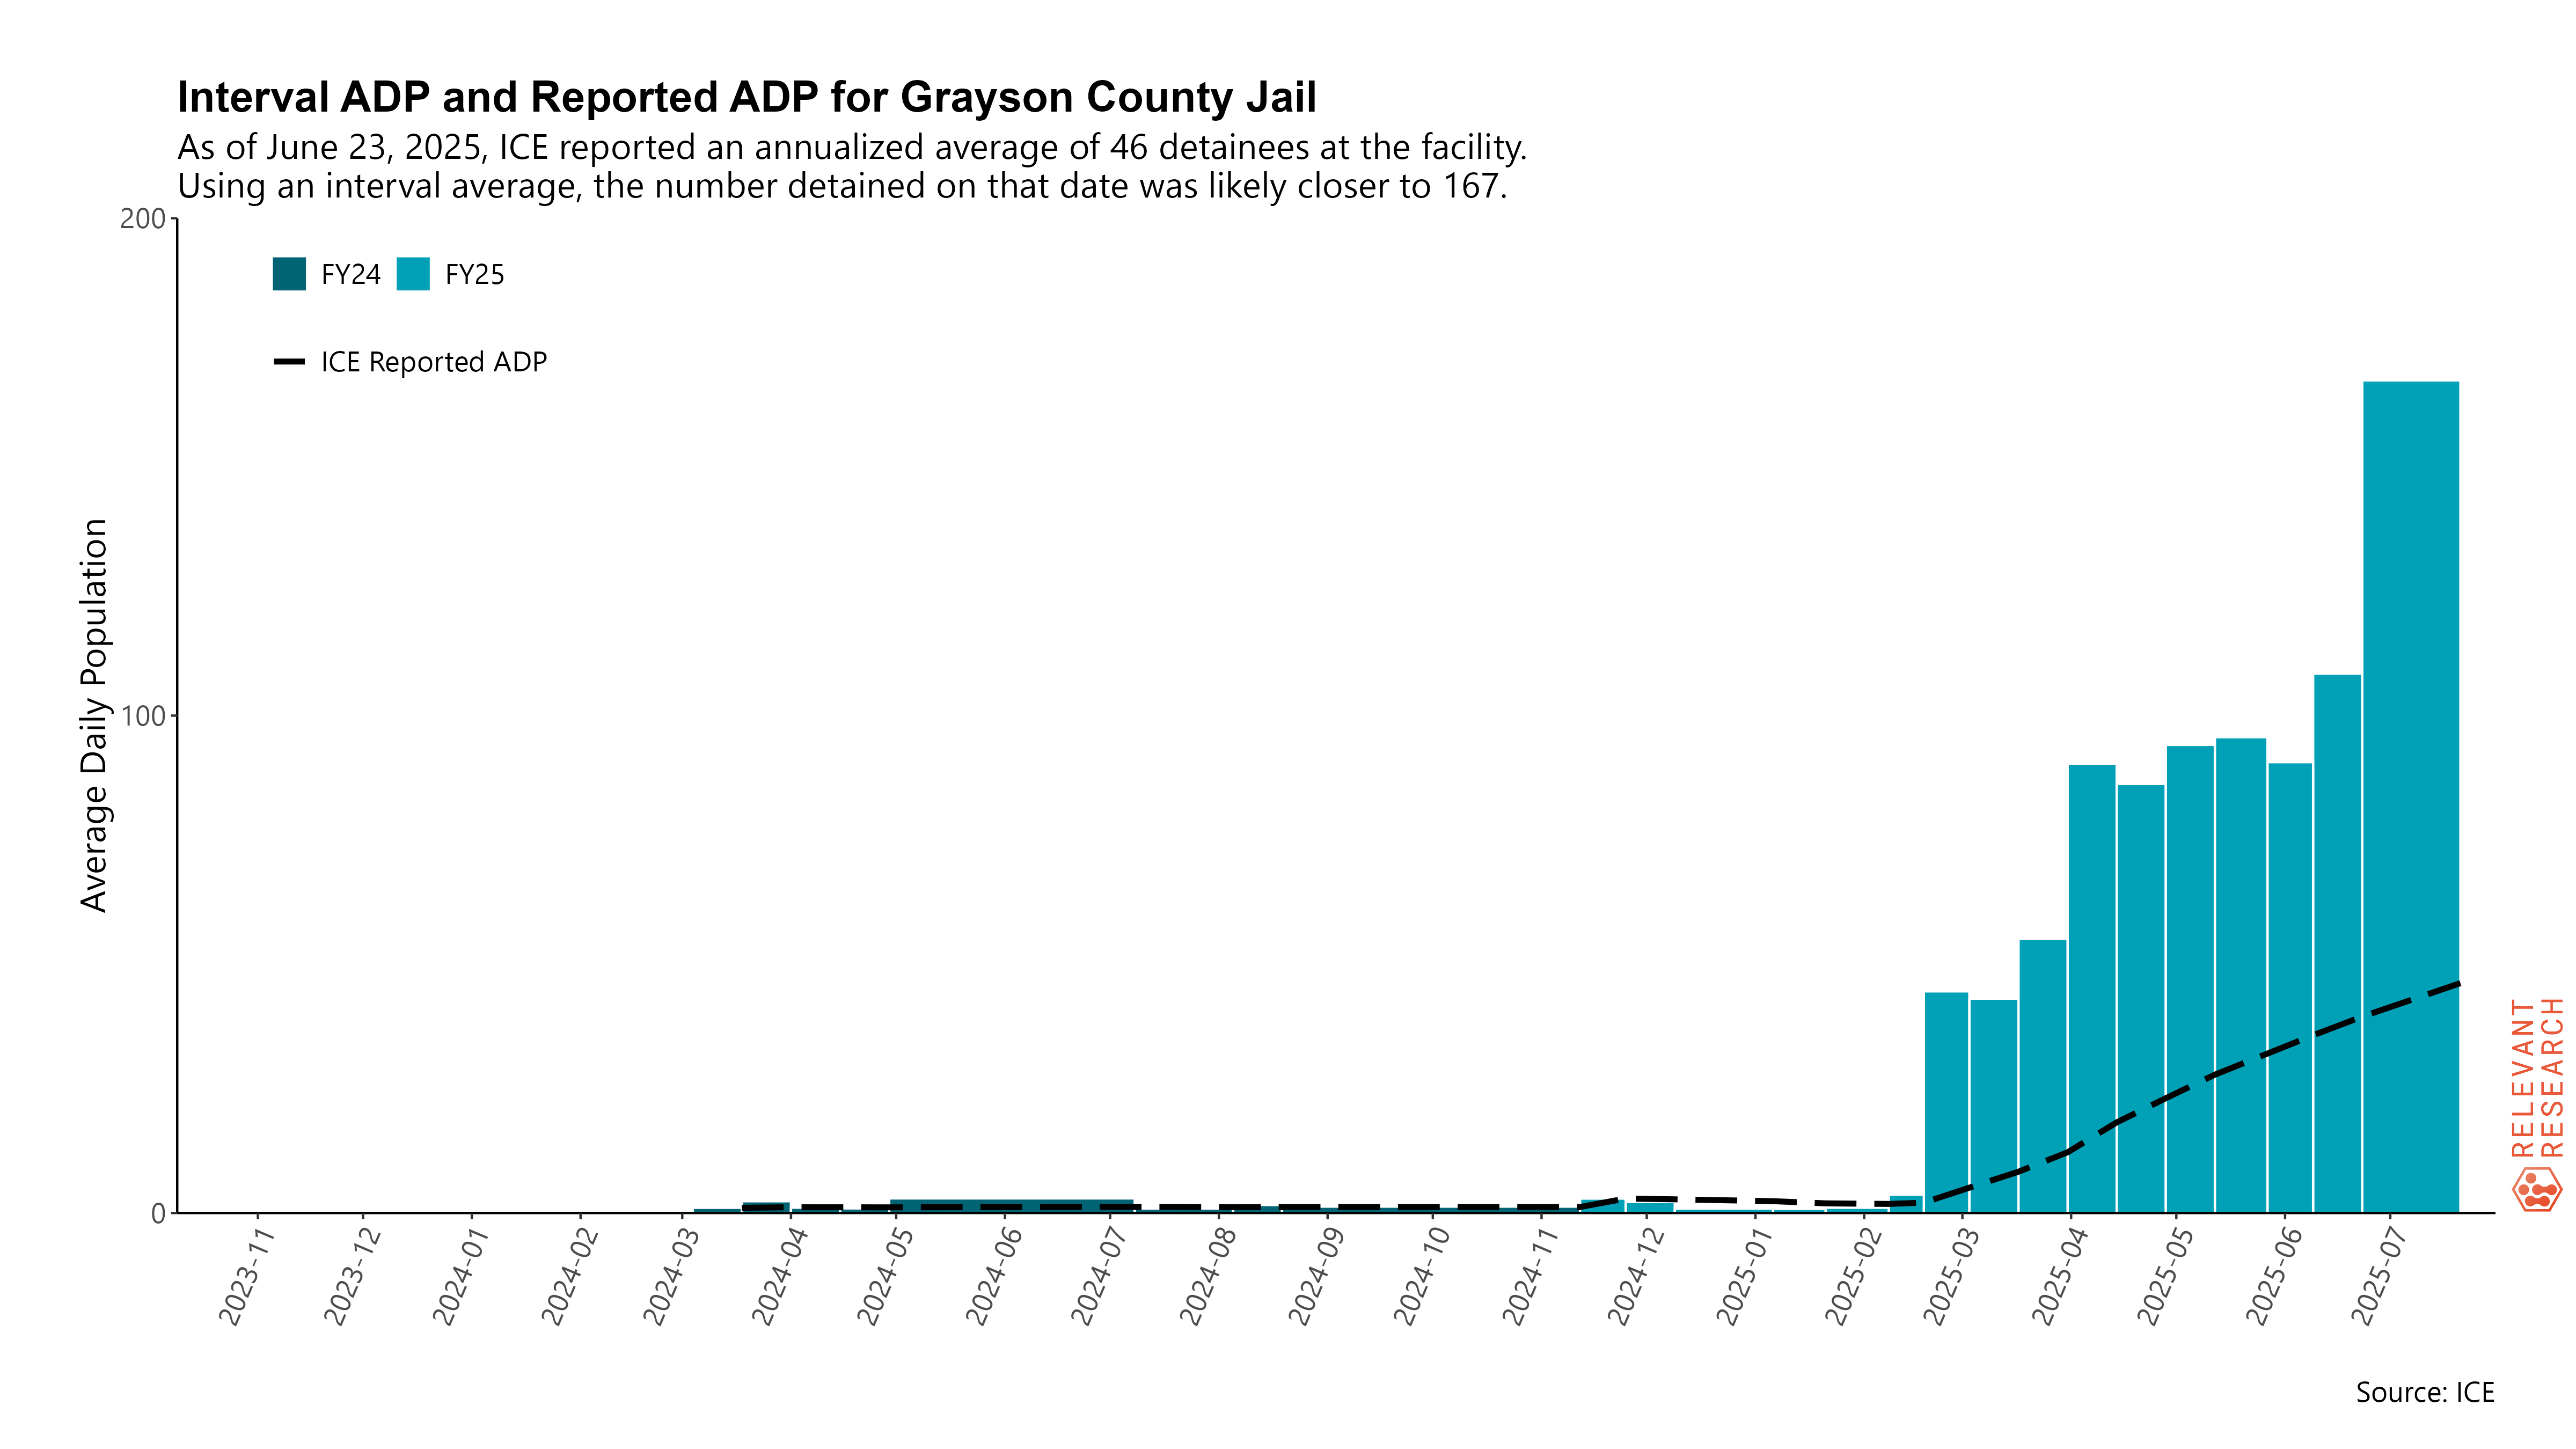 Interval ADP and Reported ADP for Grayson County Jail
As of June 23, 2025, ICE reported an annualized average of 46 detainees at the facility.
Using an interval average, the number detained on that date was likely closer to 167.
200
FY24 FY25
ICE Reported ADP
Average Daily Population
100
0
2023-11 2023-12 2024-01 2024-02 2024-03 2024-04 2024-05 2024-06 2024-07 2024-08 2024-09 2024-10 2024-11 2024-12 2025-01 2025-02 2025-03 2025-04 2025-05 2025-06 2025-07
RELEVANT
RESEARCH
Source: ICE